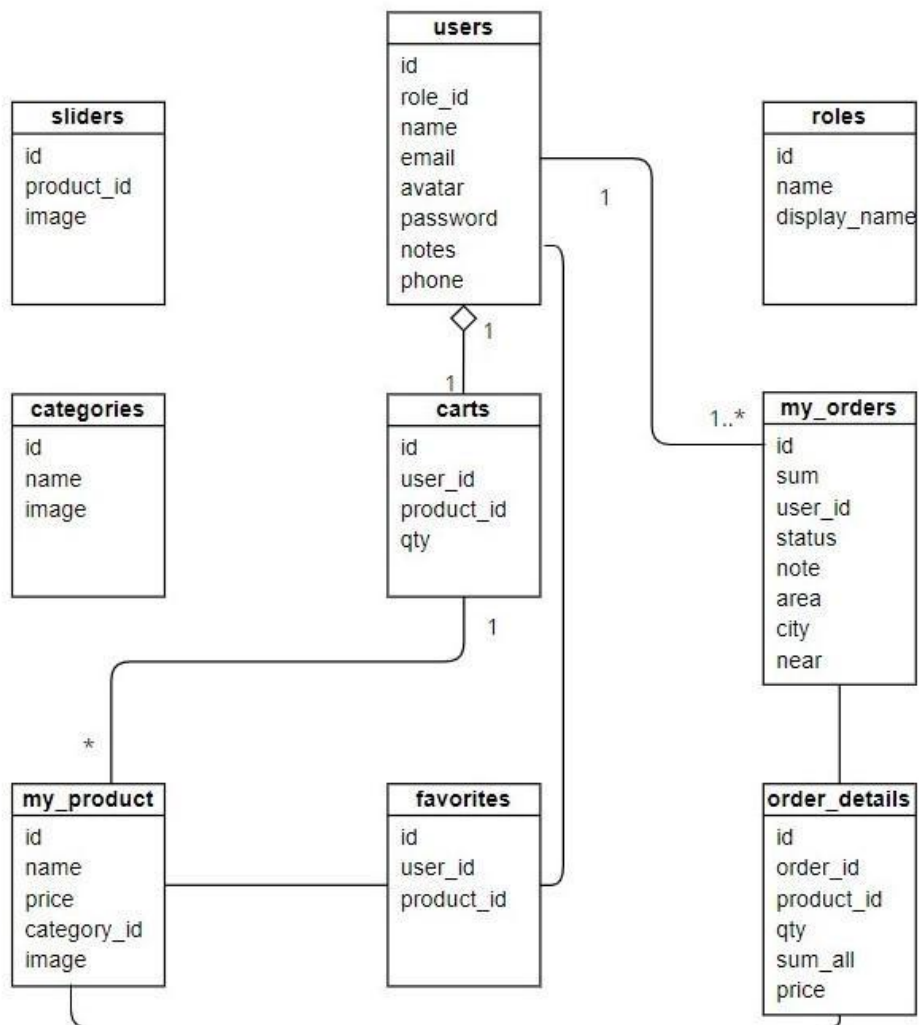 users
id
role_id
name
email
avatar
password
notes
phone
sliders
id
product_id
image
roles
id
name
display_name
1
1
1
1..*
categories
id
name
image
carts
id
user_id
product_id
qty
my_orders
id
sum
user_id
status
note
area
city
near
1
*
my_product
id
name
price
category_id
image
favorites
id
user_id
product_id
order_details
id
order_id
product_id
qty
sum_all
price